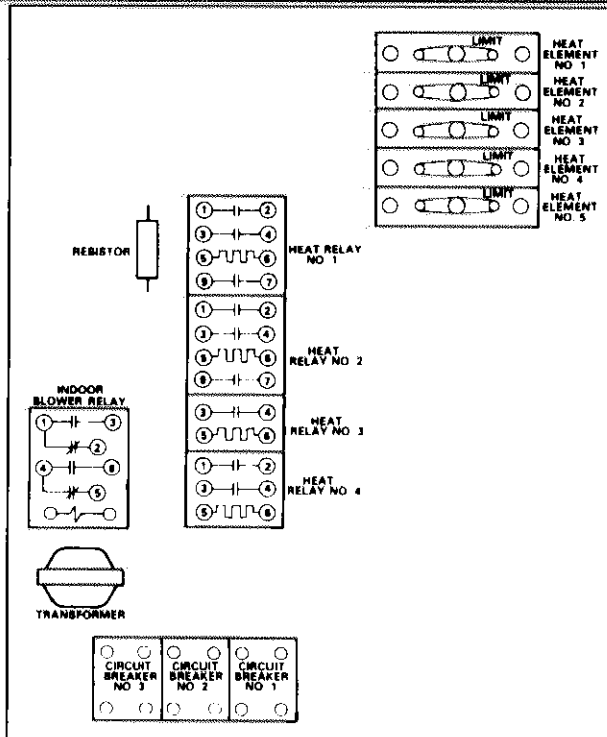 LIMIT
HEAT
ELEMENT
NO 1
LIMIT
HEAT
ELEMENT
NO 2
LIMIT
HEAT
ELEMENT
NO 3
LIMIT
HEAT
ELEMENT
NO 4
LIMIT
HEAT
ELEMENT
NO. 5
RESISTOR
1 2
3 4
5 6
9 7
HEAT RELAY
NO 1
1 2
3 4
5 6
9 7
HEAT
RELAY NO 2
3 4
5 6
HEAT
RELAY NO 3
1 2
3 4
5 6
HEAT
RELAY NO 4
INDOOR
BLOWER RELAY
1 3
2
4 6
5
TRANSFORMER
CIRCUIT
BREAKER
NO 3
CIRCUIT
BREAKER
NO 2
CIRCUIT
BREAKER
NO 1